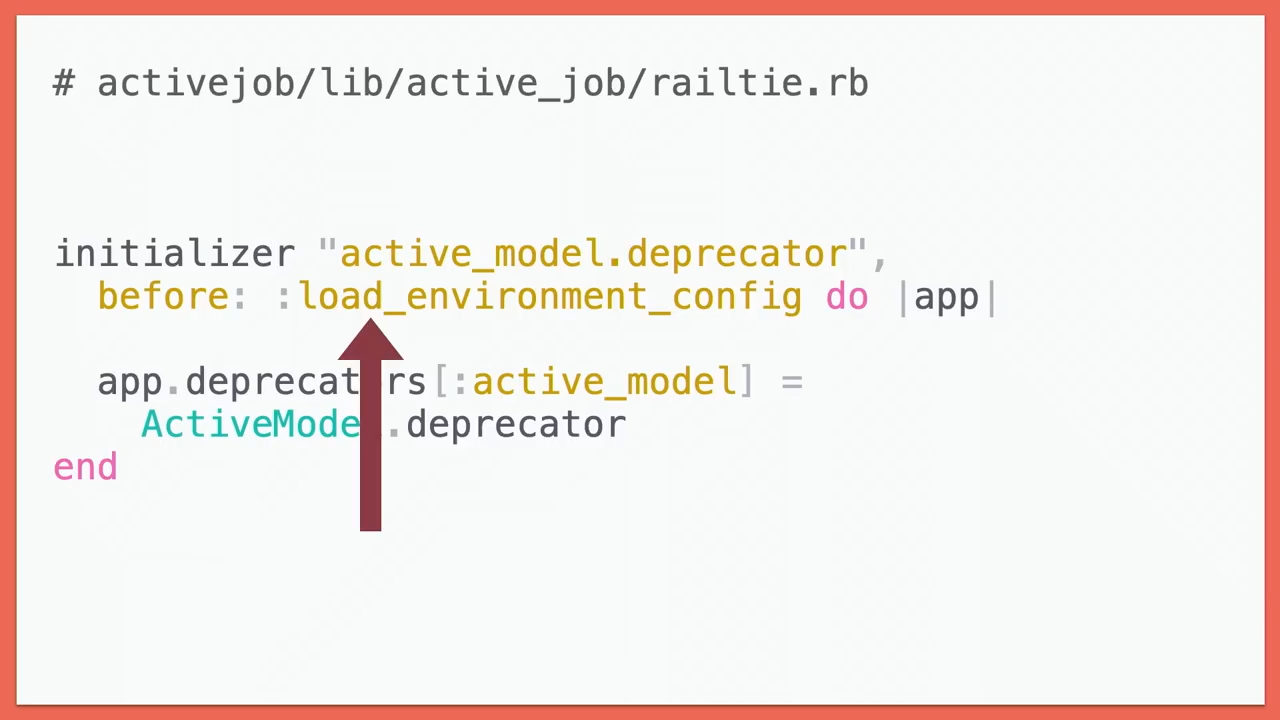 # activejob/lib/active_job/railtie.rb
initializer "active_model.deprecator",
before: :load_environment_config do |app|
app.deprecat rs[:active_model] =
ActiveMode .deprecator
end